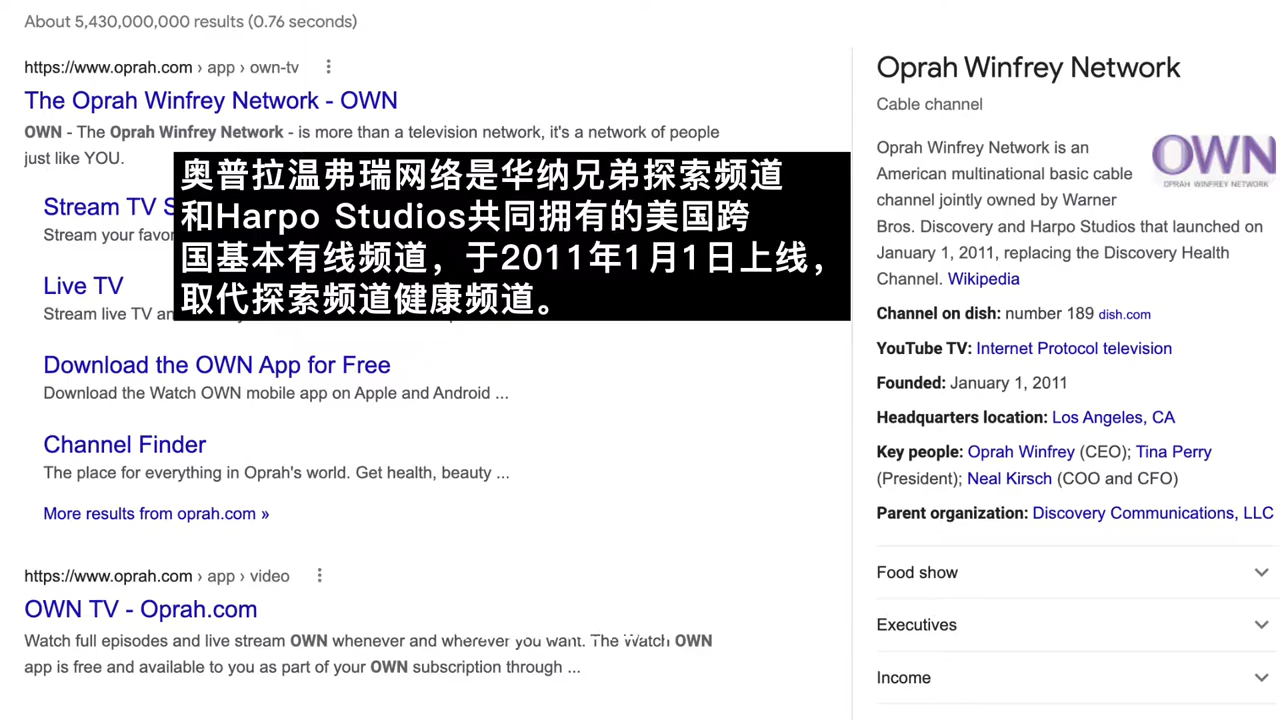 About 5,430,000,000 results (0.76 seconds)
https://www.oprah.com › app › own-tv
The Oprah Winfrey Network - OWN
OWN - The Oprah Winfrey Network - is more than a television network, it's a network of people
just like YOU.
奥普拉温弗瑞网络是华纳兄弟探索频道
和Harpo Studios共同拥有的美国跨
国基本有线频道，于2011年1月1日上线，
取代探索频道健康频道。
Stream TV S
Stream your favor
Live TV
Stream live TV an
Download the OWN App for Free
Download the Watch OWN mobile app on Apple and Android ...
Channel Finder
The place for everything in Oprah's world. Get health, beauty ...
More results from oprah.com »
https://www.oprah.com › app › video
OWN TV - Oprah.com
Watch full episodes and live stream OWN whenever and wherever you want. The Watch OWN
app is free and available to you as part of your OWN subscription through ...
Oprah Winfrey Network
Cable channel
Oprah Winfrey Network is an
American multinational basic cable
channel jointly owned by Warner
Bros. Discovery and Harpo Studios that launched on
January 1, 2011, replacing the Discovery Health
Channel. Wikipedia
OWN
OPRAH WINFREY NETWORK
Channel on dish: number 189 dish.com
YouTube TV: Internet Protocol television
Founded: January 1, 2011
Headquarters location: Los Angeles, CA
Key people: Oprah Winfrey (CEO); Tina Perry
(President); Neal Kirsch (COO and CFO)
Parent organization: Discovery Communications, LLC
Food show
Executives
Income